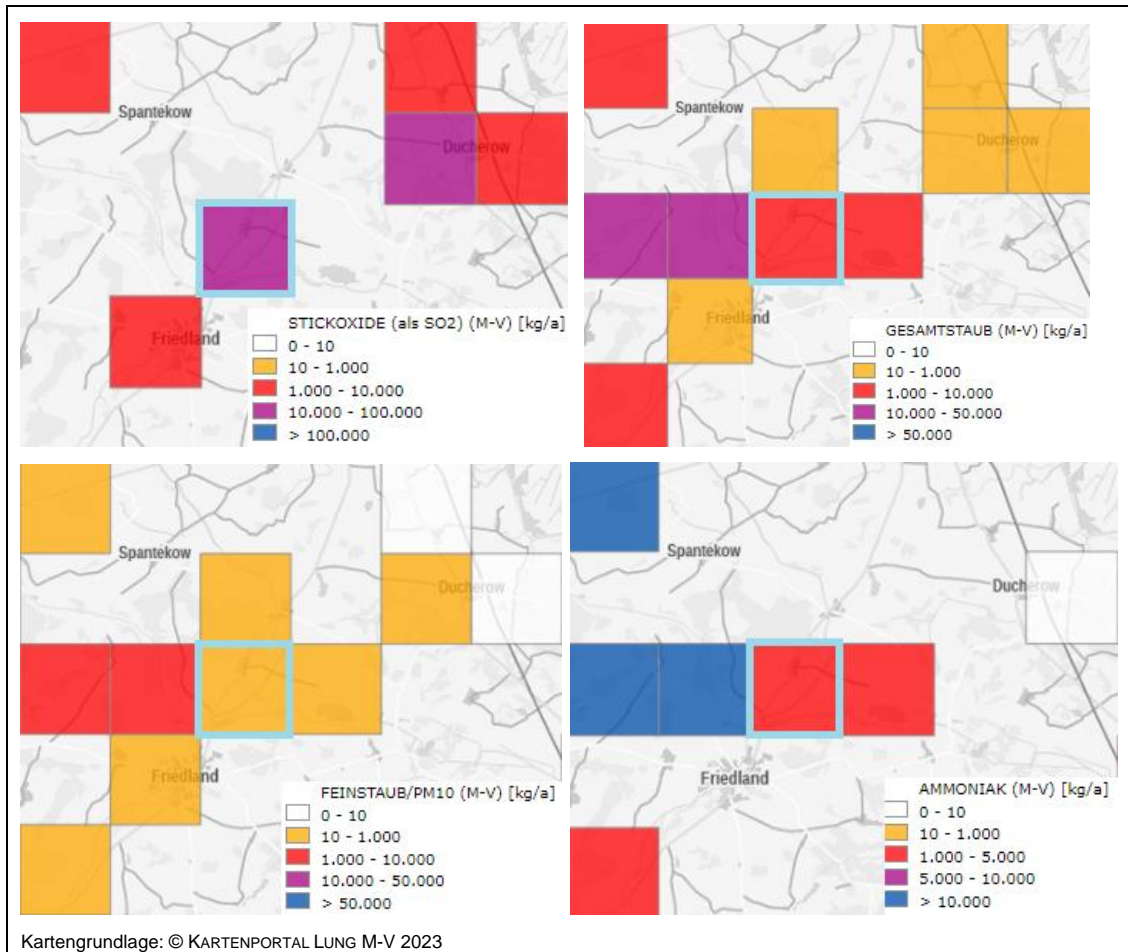 Spantekow
Ducherow
Friedland
STICKOXIDE (als SO2) (M-V) [kg/a]
0 - 10
10 - 1.000
1.000 - 10.000
10.000 - 100.000
> 100.000
Spantekow
Ducherow
Friedland
GESAMTSTAUB (M-V) [kg/a]
0 - 10
10 - 1.000
1.000 - 10.000
10.000 - 50.000
> 50.000
Spantekow
Ducherow
Friedland
FEINSTAUB/PM10 (M-V) [kg/a]
0 - 10
10 - 1.000
1.000 - 10.000
10.000 - 50.000
> 50.000
Spantekow
Ducherow
Friedland
AMMONIAK (M-V) [kg/a]
0 - 10
10 - 1.000
1.000 - 5.000
5.000 - 10.000
> 10.000
Kartengrundlage: © KARTENPORTAL LUNG M-V 2023